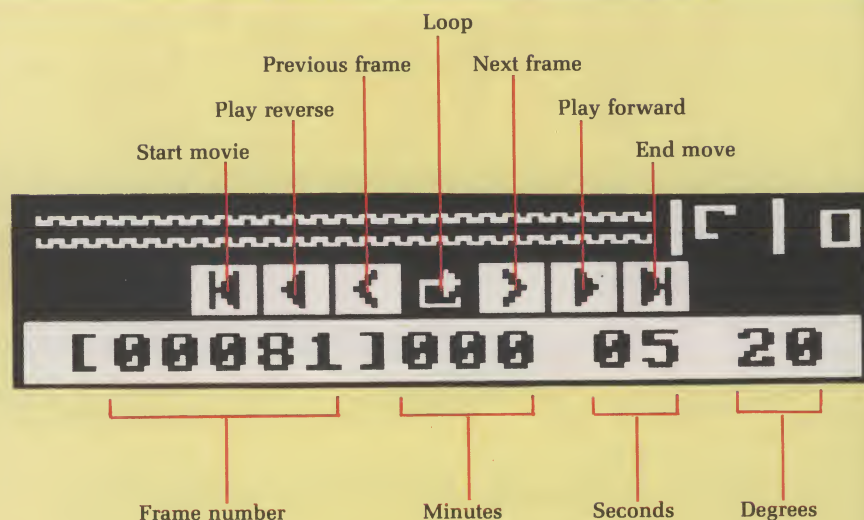 Loop
Previous frame Next frame
Play reverse Play forward
Start movie End move
[00081]000 05 20
Frame number Minutes Seconds Degrees